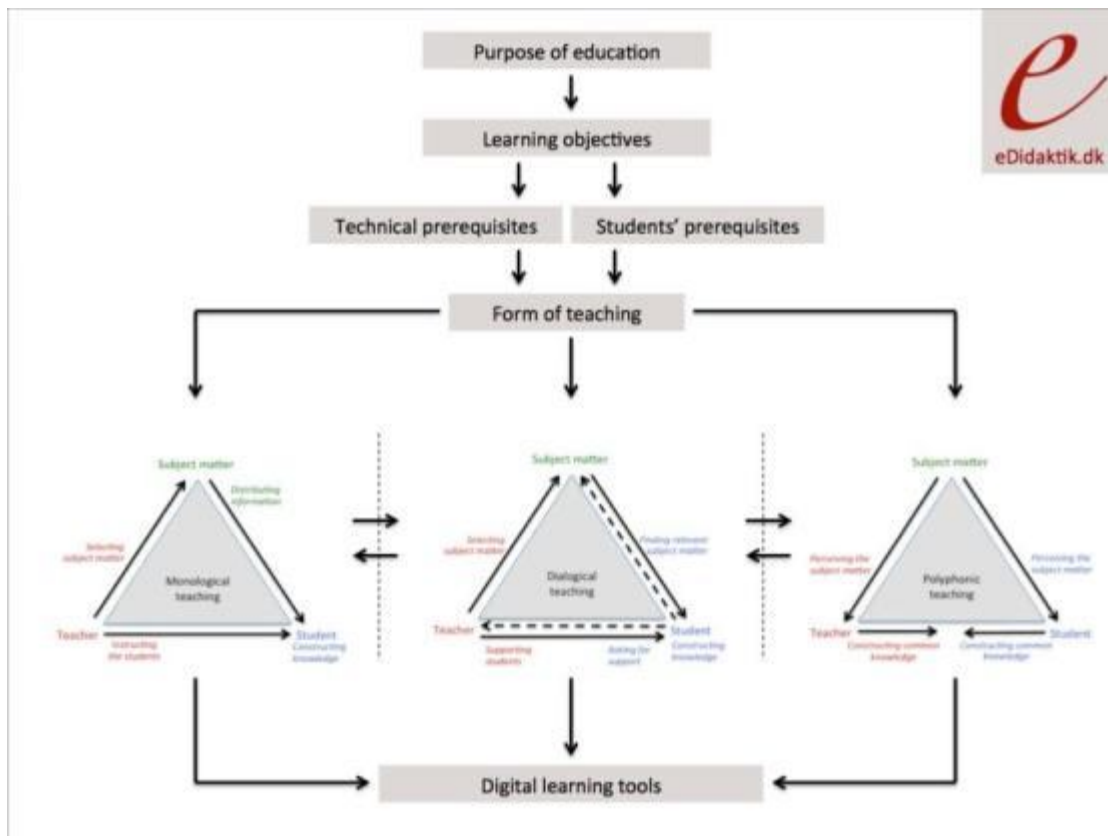 Purpose of education
e
eDidaktik.dk
Learning objectives
Technical prerequisites
Students' prerequisites
Form of teaching
Subject matter
Distributing
information
Selecting
subject matter
Monological
teaching
Teacher
Student
Instructing
the students
Constructing
knowledge
Subject matter
Selecting
subject matter
Finding relevant
subject matter
Dialogical
teaching
Teacher
Student
Supporting
students
Asking for
support
Constructing
knowledge
Subject matter
Perceiving the
subject matter
Perceiving the
subject matter
Polyphonic
teaching
Teacher
Student
Constructing common
knowledge
Constructing common
knowledge
Digital learning tools